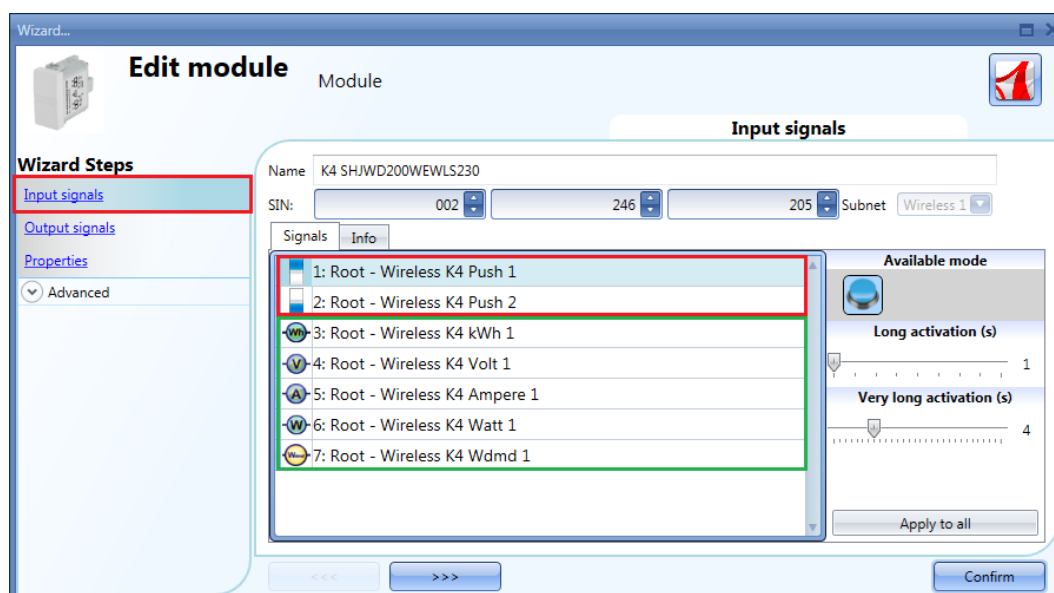 Wizard...
Edit module
Module
Input signals
Wizard Steps
Input signals
Output signals
Properties
Advanced
Name K4 SHJWD200WEWLS230
SIN: 002 246 205 Subnet Wireless 1
Signals Info
1: Root - Wireless K4 Push 1
2: Root - Wireless K4 Push 2
Wh 3: Root - Wireless K4 kWh 1
V 4: Root - Wireless K4 Volt 1
A 5: Root - Wireless K4 Ampere 1
W 6: Root - Wireless K4 Watt 1
7: Root - Wireless K4 Wdmd 1
Available mode
Long activation (s)
1
Very long activation (s)
4
Apply to all
<<< >>> Confirm